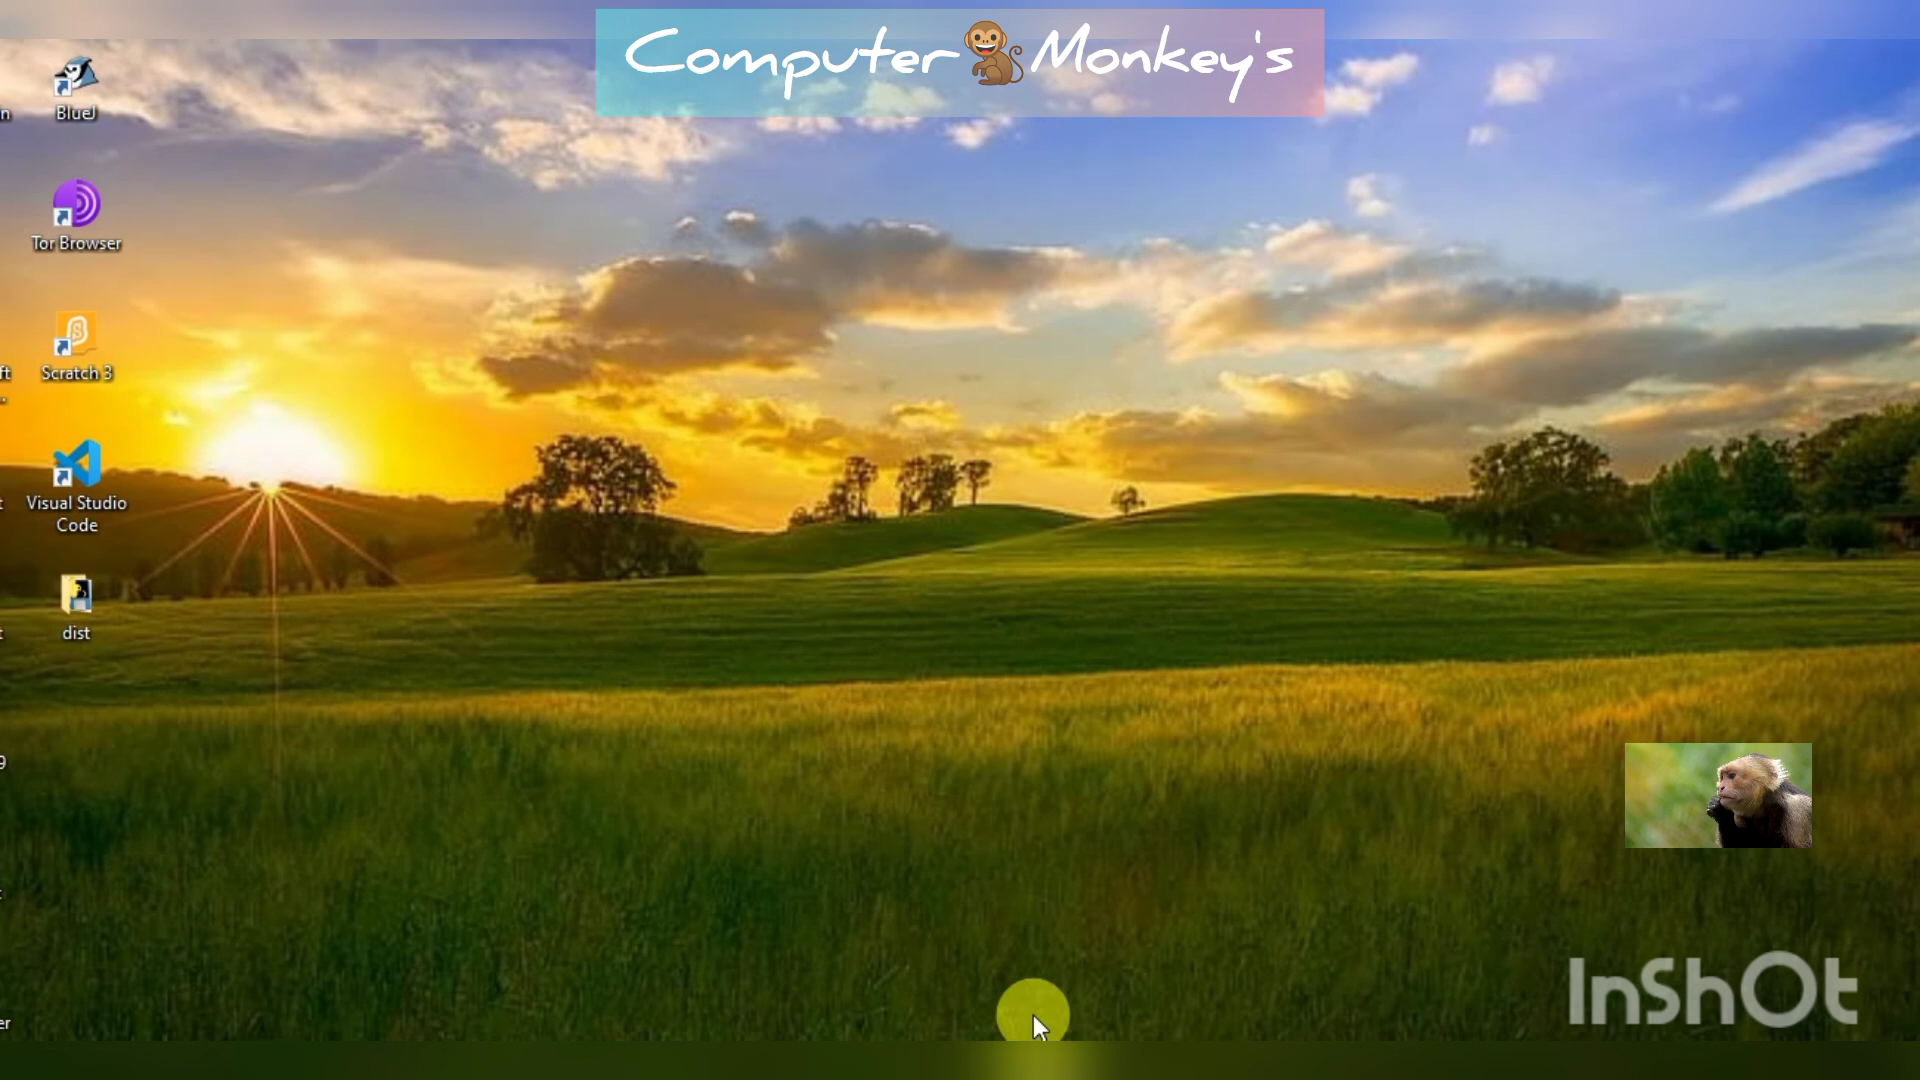 Computer Monkey's
BlueJ
Tor Browser
Scratch 3
Visual Studio
Code
dist
InShOt